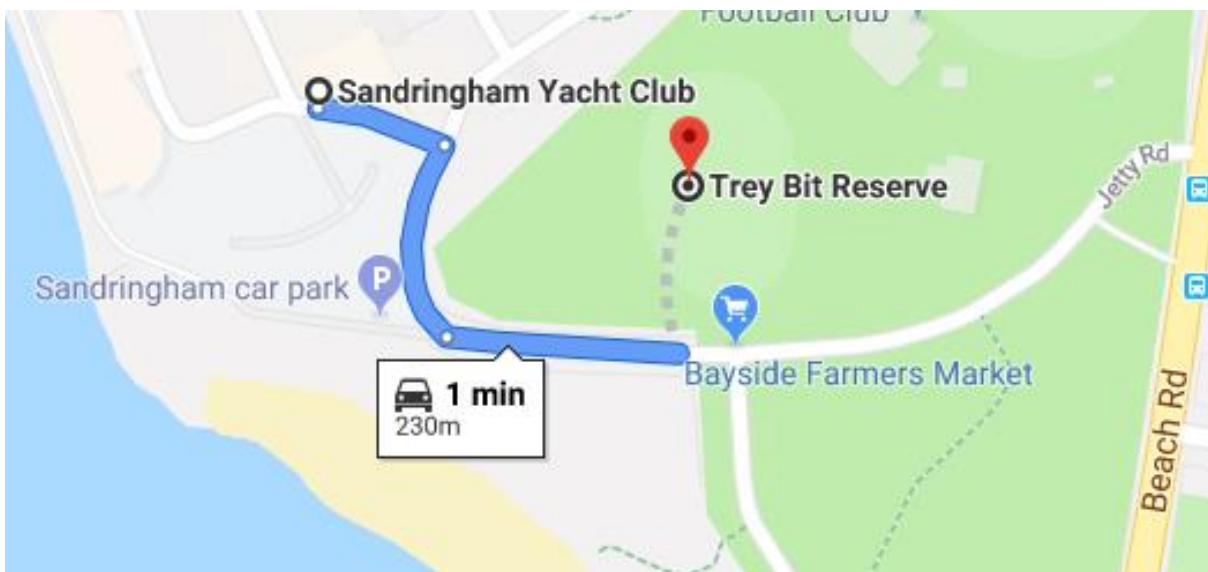 Football Club
Sandringham Yacht Club
Trey Bit Reserve
Jetty Rd
Sandringham car park
P
1 min
230m
Bayside Farmers Market
Beach Rd